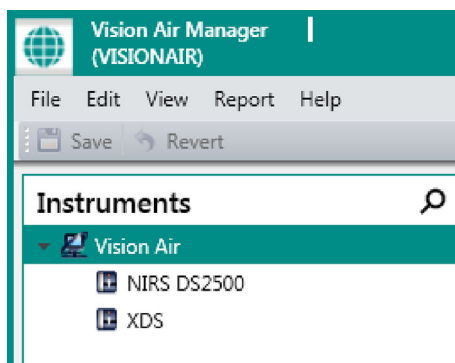 Vision Air Manager
(VISIONAIR)
File Edit View Report Help
Save Revert
Instruments
Vision Air
NIRS DS2500
XDS